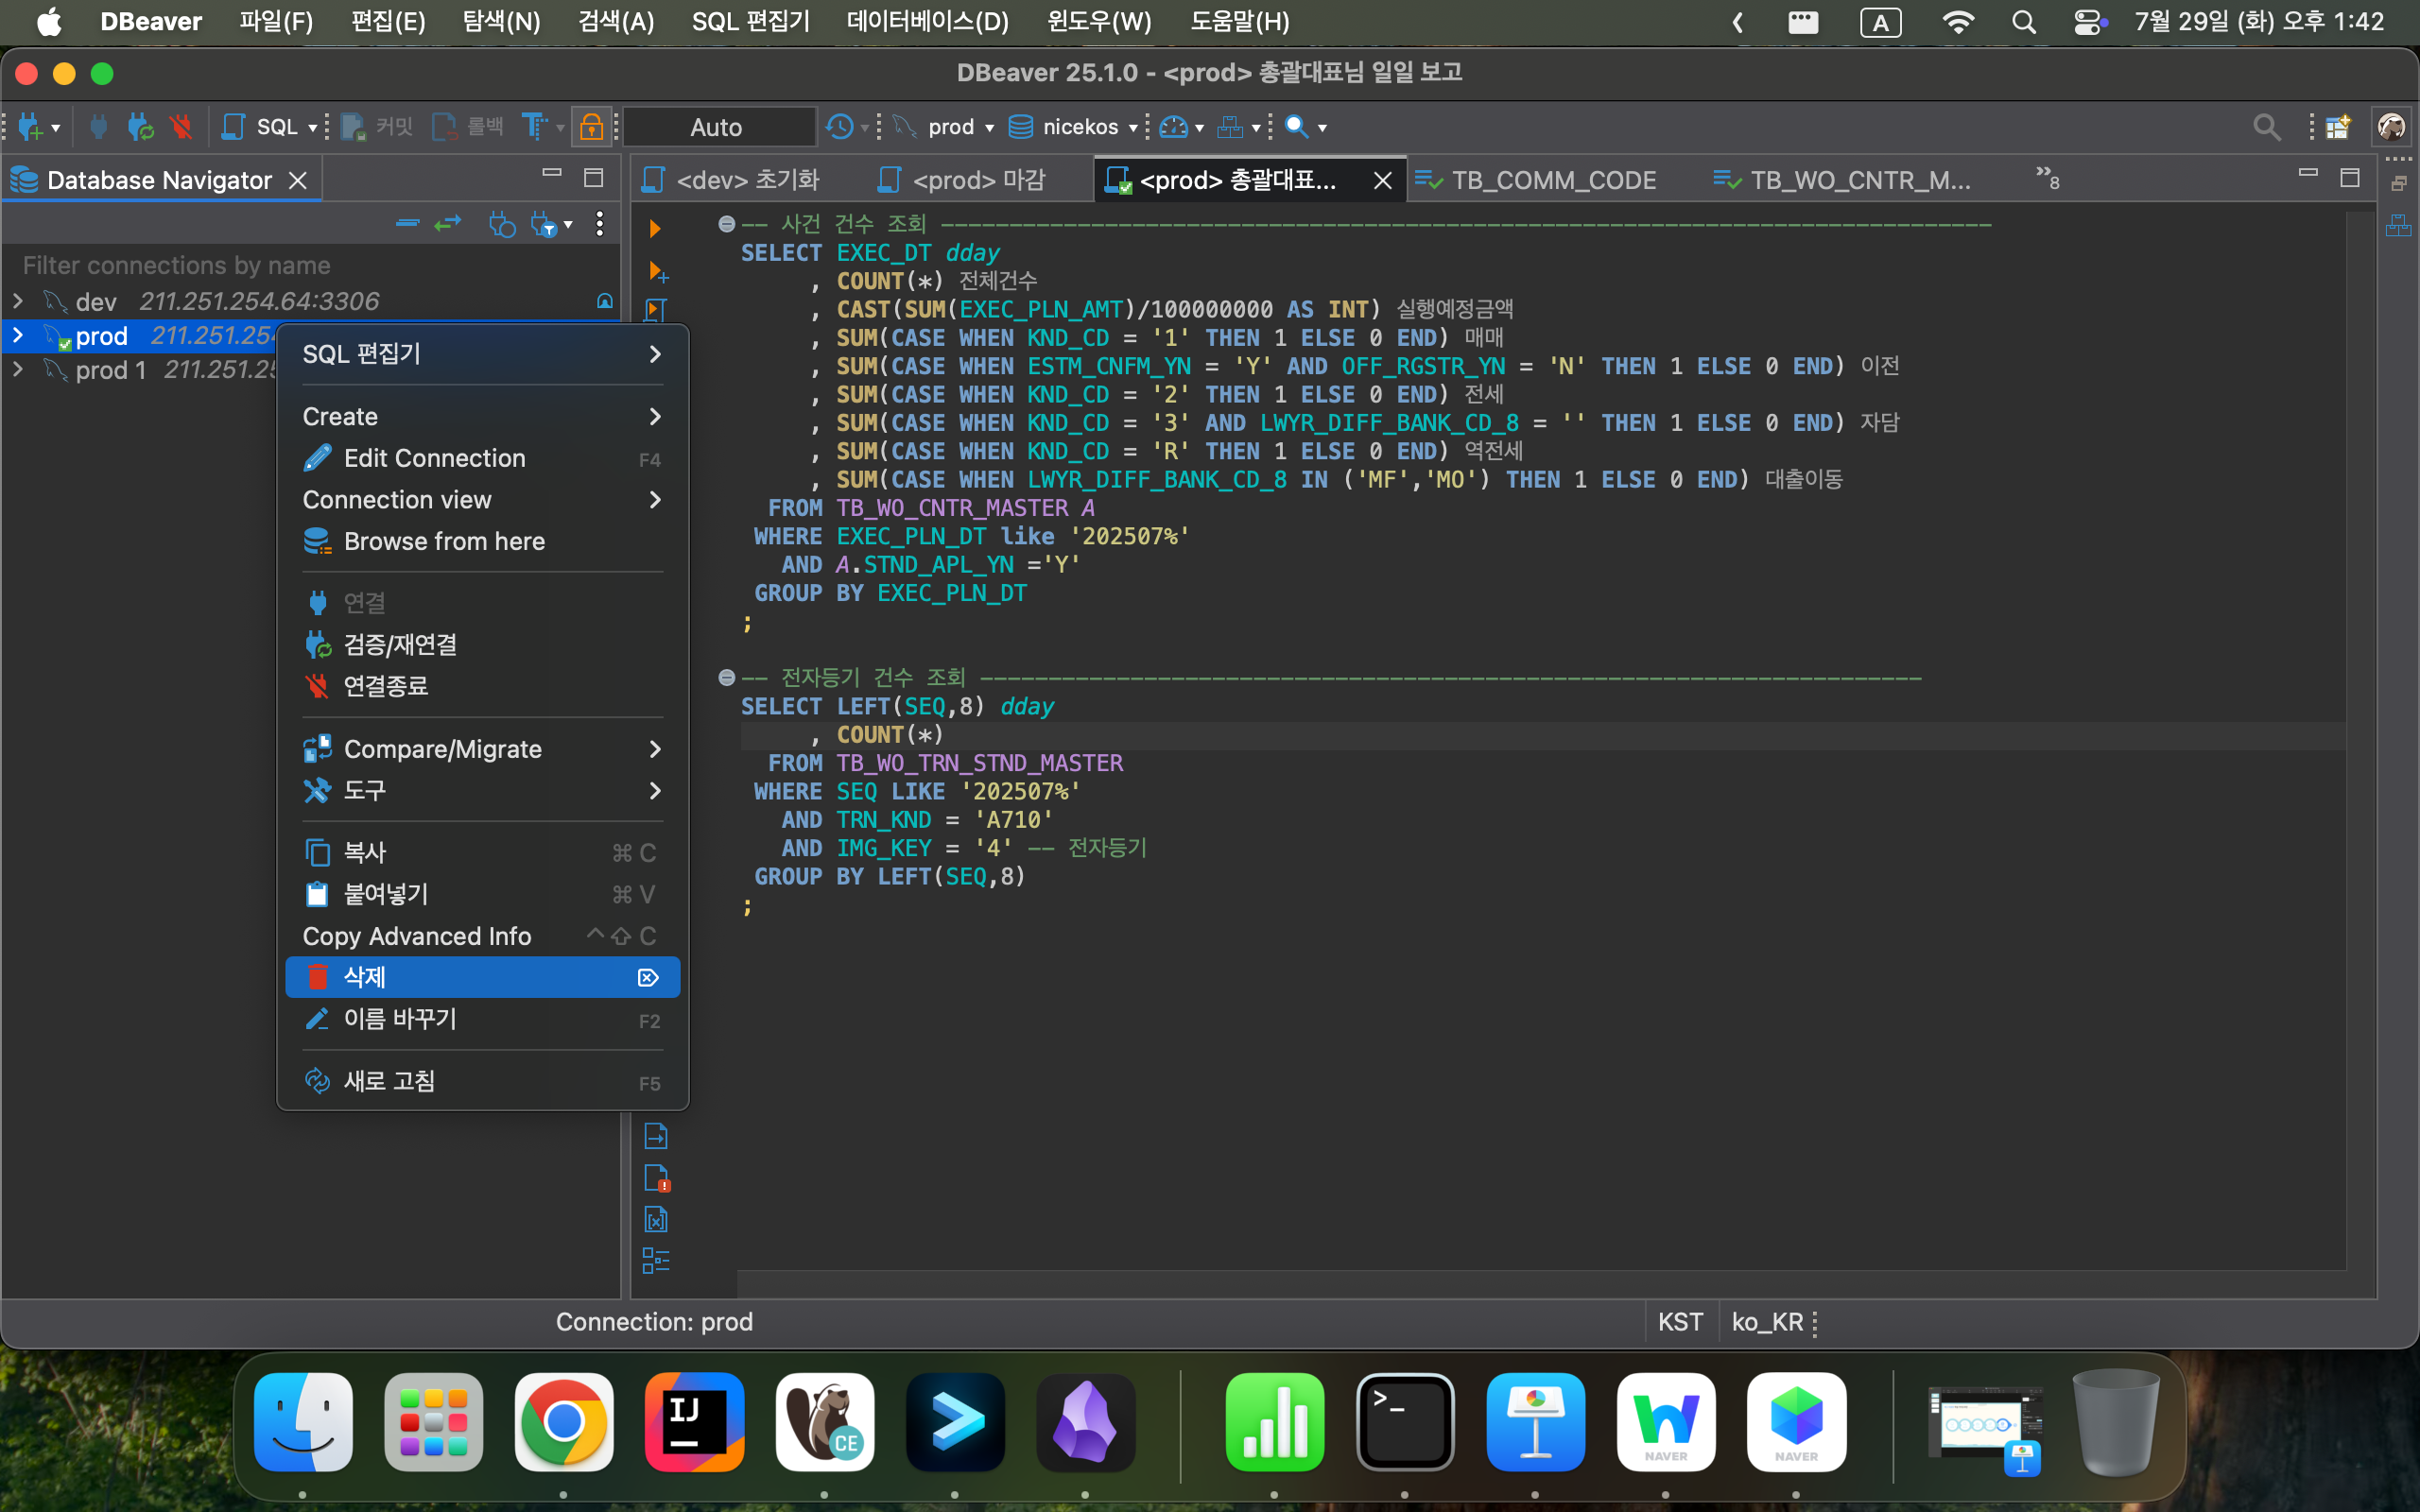 DBeaver 파일(F) 편집(E) 탐색(N) 검색(A) SQL 편집기 데이터베이스(D) 윈도우(W) 도움말(H) A 7월 29일 (화) 오후 1:42
DBeaver 25.1.0 - <prod> 총괄대표님 일일 보고
SQL 커밋 롤백 Auto prod nicekos
Database Navigator
<dev> 초기화 <prod> 마감 <prod> 총괄대표... TB_COMM_CODE TB_WO_CNTR_M... »8
Filter connections by name
dev 211.251.254.64:3306
prod 211.251.254
prod 1 211.251.25
SQL 편집기
Create
Edit Connection F4
Connection view
Browse from here
연결
검증/재연결
연결종료
Compare/Migrate
도구
복사 ⌘ C
붙여넣기 ⌘ V
Copy Advanced Info ^⇧ C
삭제
이름 바꾸기 F2
새로 고침 F5
-- 사건 건수 조회 -----------------------------------------------------------------------------
SELECT EXEC_DT dday
, COUNT(*) 전체건수
, CAST(SUM(EXEC_PLN_AMT)/100000000 AS INT) 실행예정금액
, SUM(CASE WHEN KND_CD = '1' THEN 1 ELSE 0 END) 매매
, SUM(CASE WHEN ESTM_CNFM_YN = 'Y' AND OFF_RGSTR_YN = 'N' THEN 1 ELSE 0 END) 이전
, SUM(CASE WHEN KND_CD = '2' THEN 1 ELSE 0 END) 전세
, SUM(CASE WHEN KND_CD = '3' AND LWYR_DIFF_BANK_CD_8 = '' THEN 1 ELSE 0 END) 자담
, SUM(CASE WHEN KND_CD = 'R' THEN 1 ELSE 0 END) 역전세
, SUM(CASE WHEN LWYR_DIFF_BANK_CD_8 IN ('MF','MO') THEN 1 ELSE 0 END) 대출이동
FROM TB_WO_CNTR_MASTER A
WHERE EXEC_PLN_DT like '202507%'
AND A.STND_APL_YN ='Y'
GROUP BY EXEC_PLN_DT
;
-- 전자등기 건수 조회 ---------------------------------------------------------------------
SELECT LEFT(SEQ,8) dday
, COUNT(*)
FROM TB_WO_TRN_STND_MASTER
WHERE SEQ LIKE '202507%'
AND TRN_KND = 'A710'
AND IMG_KEY = '4' -- 전자등기
GROUP BY LEFT(SEQ,8)
;
Connection: prod KST ko_KR
IJ
CE
>_
NAVER
NAVER